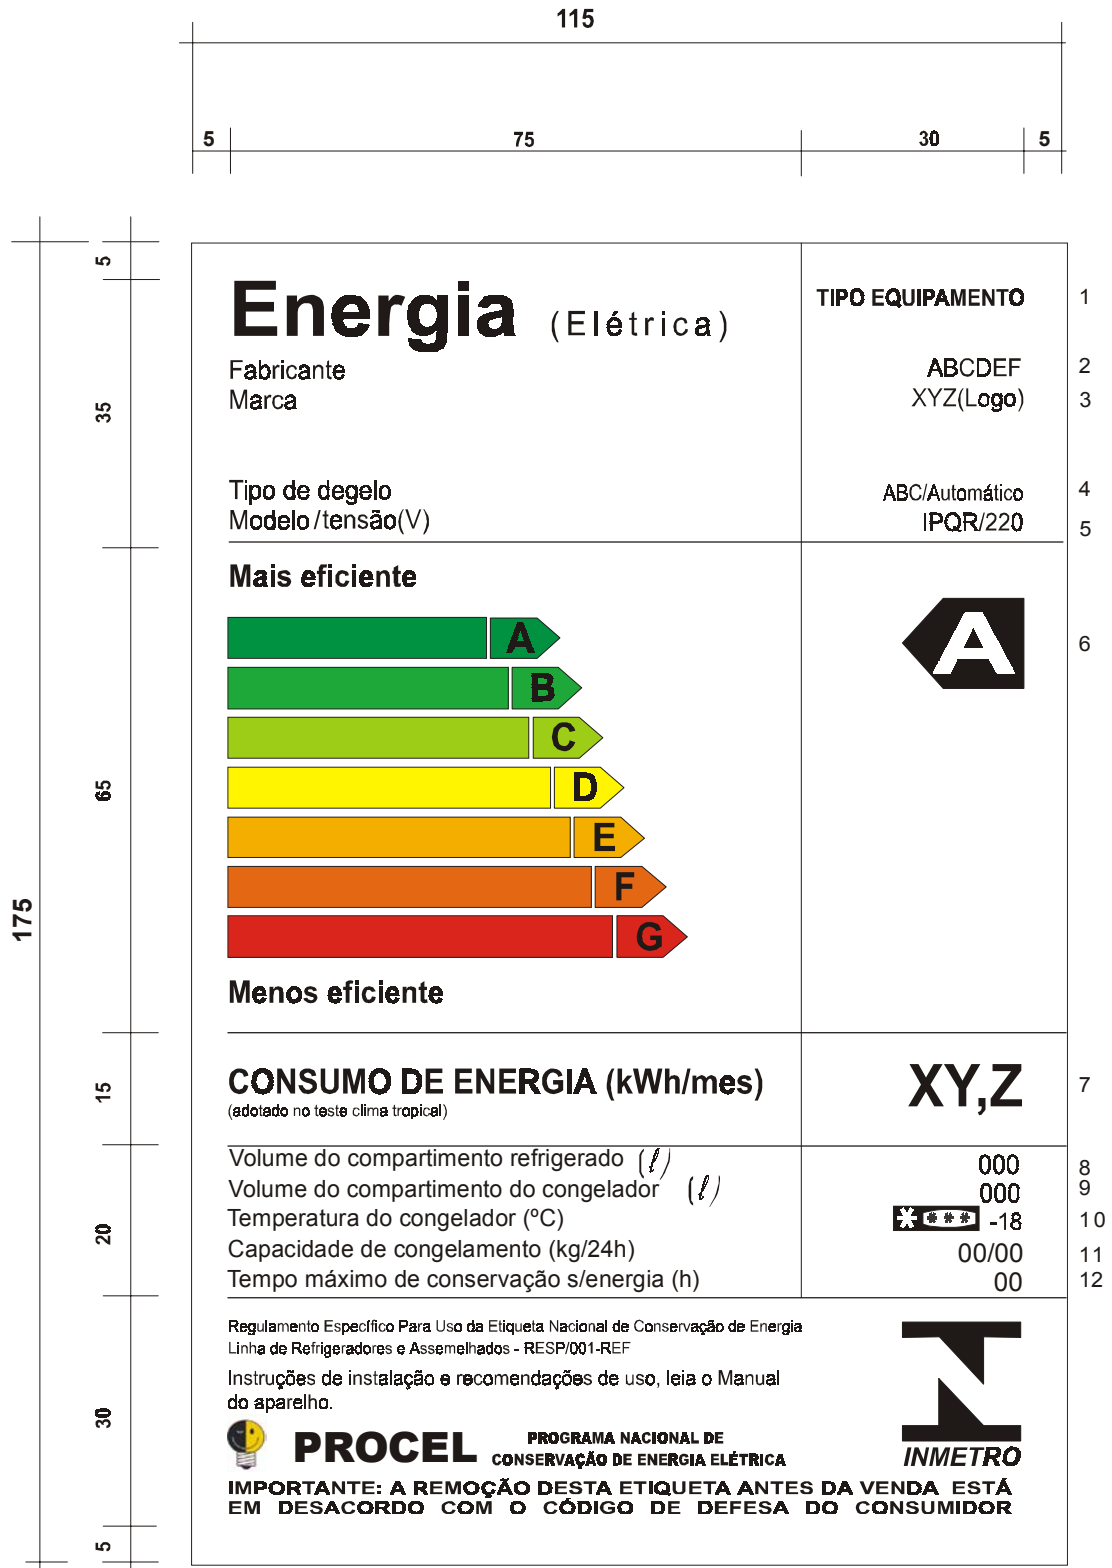 115
5 75 30 5
5
Energia (Elétrica) TIPO EQUIPAMENTO 1
Fabricante ABCDEF 2
Marca XYZ(Logo) 3
35
Tipo de degelo ABC/Automático 4
Modelo/tensão(V) IPQR/220 5
Mais eficiente
A A 6
B
C
D
65
E
F
G
175
Menos eficiente
CONSUMO DE ENERGIA (kWh/mes) XY,Z 7
(adotado no teste clima tropical)
15
Volume do compartimento refrigerado (ℓ) 000 8
Volume do compartimento do congelador (ℓ) 000 9
Temperatura do congelador (ºC) * *** -18 10
20
Capacidade de congelamento (kg/24h) 00/00 11
Tempo máximo de conservação s/energia (h) 00 12
Regulamento Específico Para Uso da Etiqueta Nacional de Conservação de Energia
Linha de Refrigeradores e Assemelhados - RESP/001-REF
Instruções de instalação e recomendações de uso, leia o Manual
do aparelho.
30
PROCEL PROGRAMA NACIONAL DE
CONSERVAÇÃO DE ENERGIA ELÉTRICA
INMETRO
IMPORTANTE: A REMOÇÃO DESTA ETIQUETA ANTES DA VENDA ESTÁ
EM DESACORDO COM O CÓDIGO DE DEFESA DO CONSUMIDOR
5